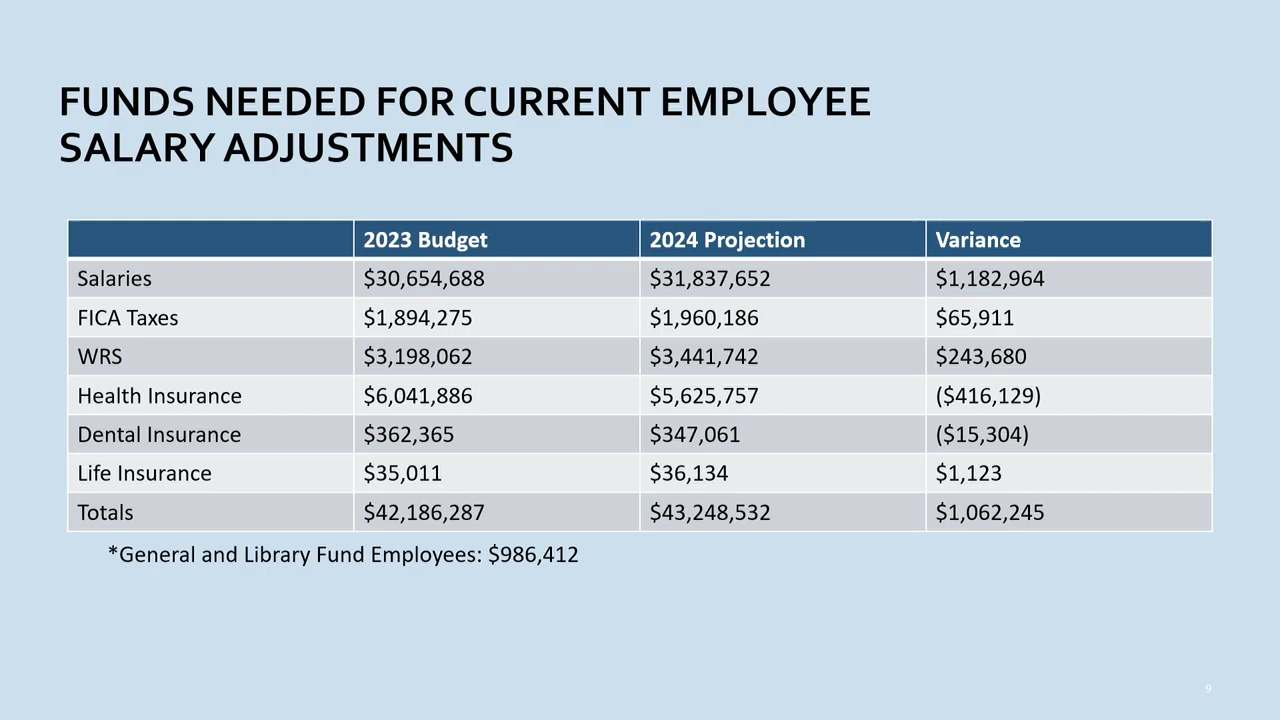 FUNDS NEEDED FOR CURRENT EMPLOYEE
SALARY ADJUSTMENTS
2023 Budget 2024 Projection Variance
Salaries $30,654,688 $31,837,652 $1,182,964
FICA Taxes $1,894,275 $1,960,186 $65,911
WRS $3,198,062 $3,441,742 $243,680
Health Insurance $6,041,886 $5,625,757 ($416,129)
Dental Insurance $362,365 $347,061 ($15,304)
Life Insurance $35,011 $36,134 $1,123
Totals $42,186,287 $43,248,532 $1,062,245
*General and Library Fund Employees: $986,412
9